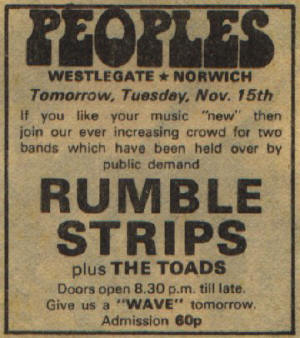 PEOPLES
WESTLEGATE ★ NORWICH
Tomorrow, Tuesday, Nov. 15th
If you like your music "new" then
join our ever increasing crowd for two
bands which have been held over by
public demand
RUMBLE
STRIPS
plus THE TOADS
Doors open 8.30 p.m. till late.
Give us a "WAVE" tomorrow.
Admission 60p